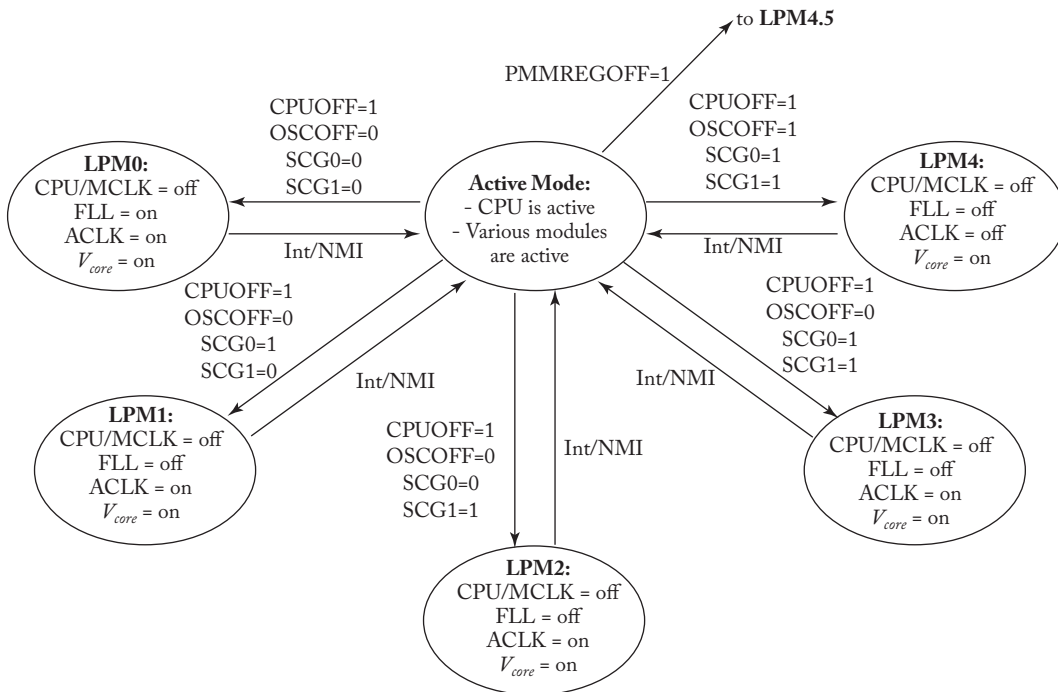 to LPM4.5
PMMREGOFF=1
CPUOFF=1
OSCOFF=0
SCG0=0
SCG1=0
CPUOFF=1
OSCOFF=1
SCG0=1
SCG1=1
LPM0:
CPU/MCLK = off
FLL = on
ACLK = on
Vcore = on
Active Mode:
- CPU is active
- Various modules
are active
LPM4:
CPU/MCLK = off
FLL = off
ACLK = off
Vcore = on
Int/NMI
Int/NMI
CPUOFF=1
OSCOFF=0
SCG0=1
SCG1=0
CPUOFF=1
OSCOFF=0
SCG0=1
SCG1=1
Int/NMI
Int/NMI
LPM1:
CPU/MCLK = off
FLL = off
ACLK = on
Vcore = on
CPUOFF=1
OSCOFF=0
SCG0=0
SCG1=1
Int/NMI
LPM3:
CPU/MCLK = off
FLL = off
ACLK = on
Vcore = on
LPM2:
CPU/MCLK = off
FLL = off
ACLK = on
Vcore = on